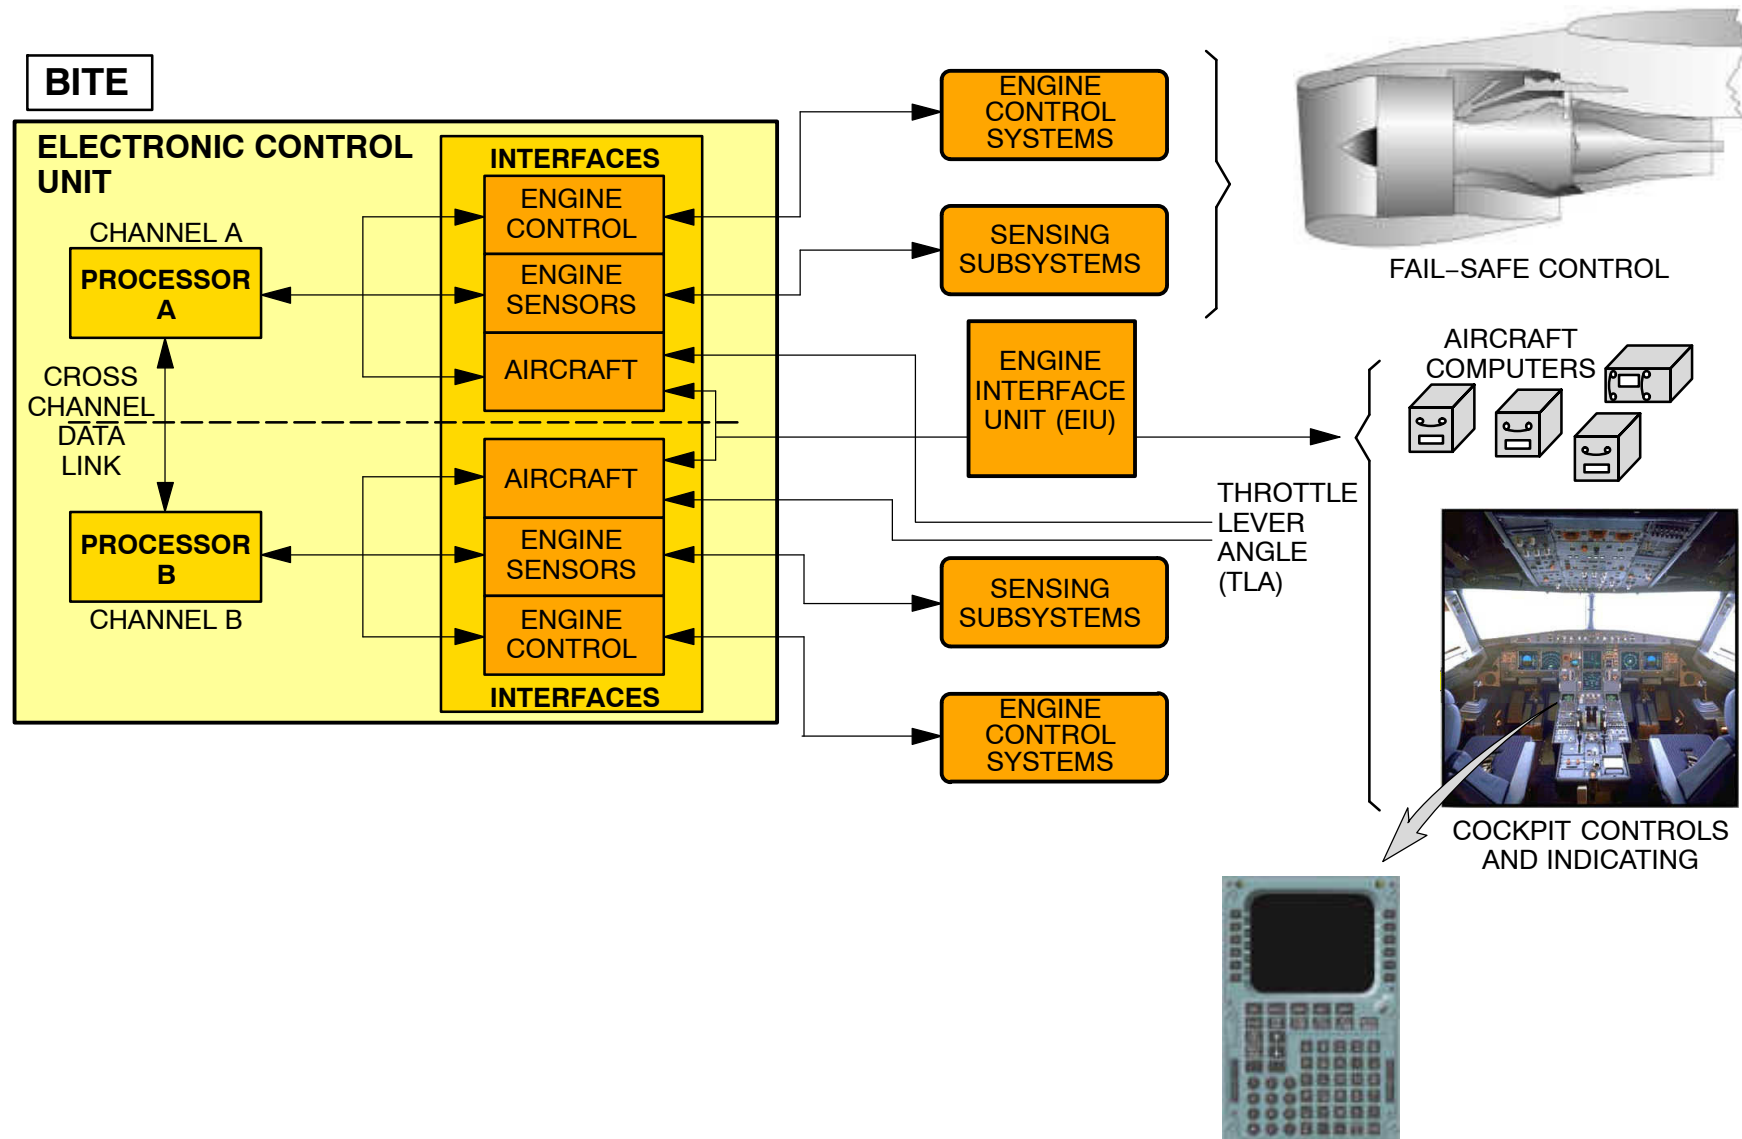 BITE
ELECTRONIC CONTROL
UNIT
CHANNEL A
PROCESSOR
A
CROSS
CHANNEL
DATA
LINK
PROCESSOR
B
CHANNEL B
INTERFACES
ENGINE
CONTROL
ENGINE
SENSORS
AIRCRAFT
AIRCRAFT
ENGINE
SENSORS
ENGINE
CONTROL
INTERFACES
ENGINE
CONTROL
SYSTEMS
SENSING
SUBSYSTEMS
ENGINE
INTERFACE
UNIT (EIU)
THROTTLE
LEVER
ANGLE
(TLA)
SENSING
SUBSYSTEMS
ENGINE
CONTROL
SYSTEMS
FAIL–SAFE CONTROL
AIRCRAFT
COMPUTERS
COCKPIT CONTROLS
AND INDICATING